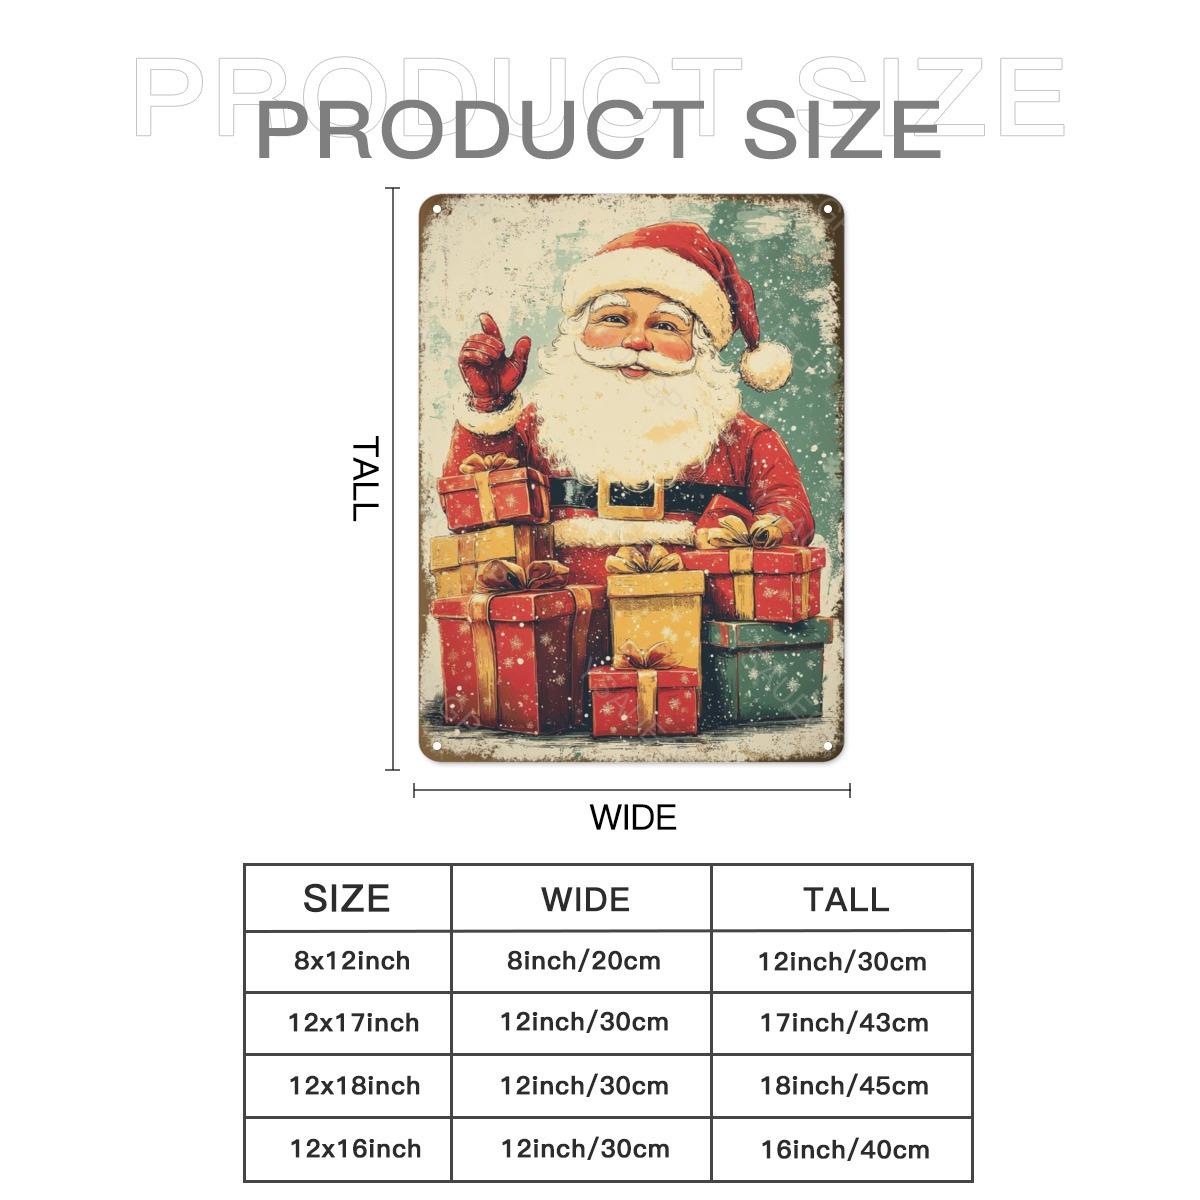 PRODUCT SIZE
PRODUCT SIZE
TALL
WIDE
SIZE WIDE TALL
8x12inch 8inch/20cm 12inch/30cm
12x17inch 12inch/30cm 17inch/43cm
12x18inch 12inch/30cm 18inch/45cm
12x16inch 12inch/30cm 16inch/40cm